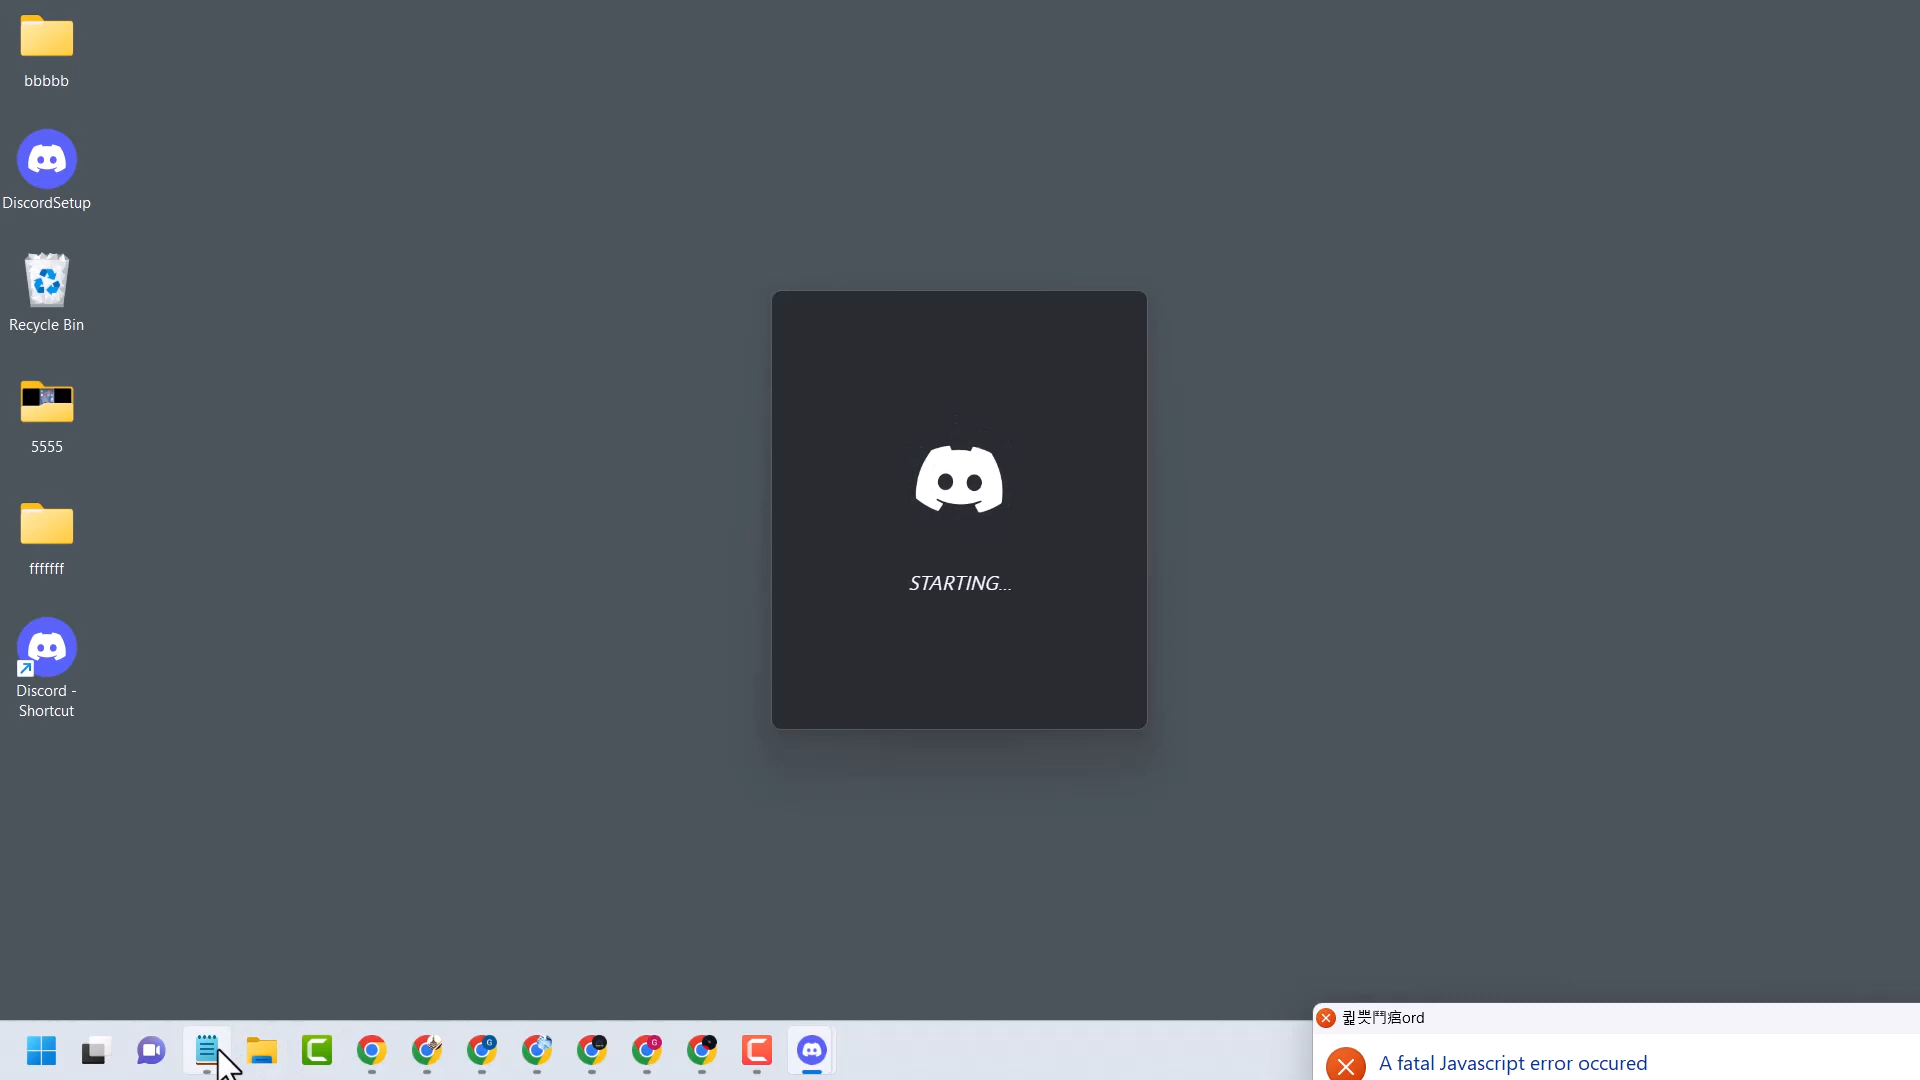 bbbbb
DiscordSetup
Recycle Bin
5555
fffffff
Discord -
Shortcut
STARTING...
ord
A fatal Javascript error occured